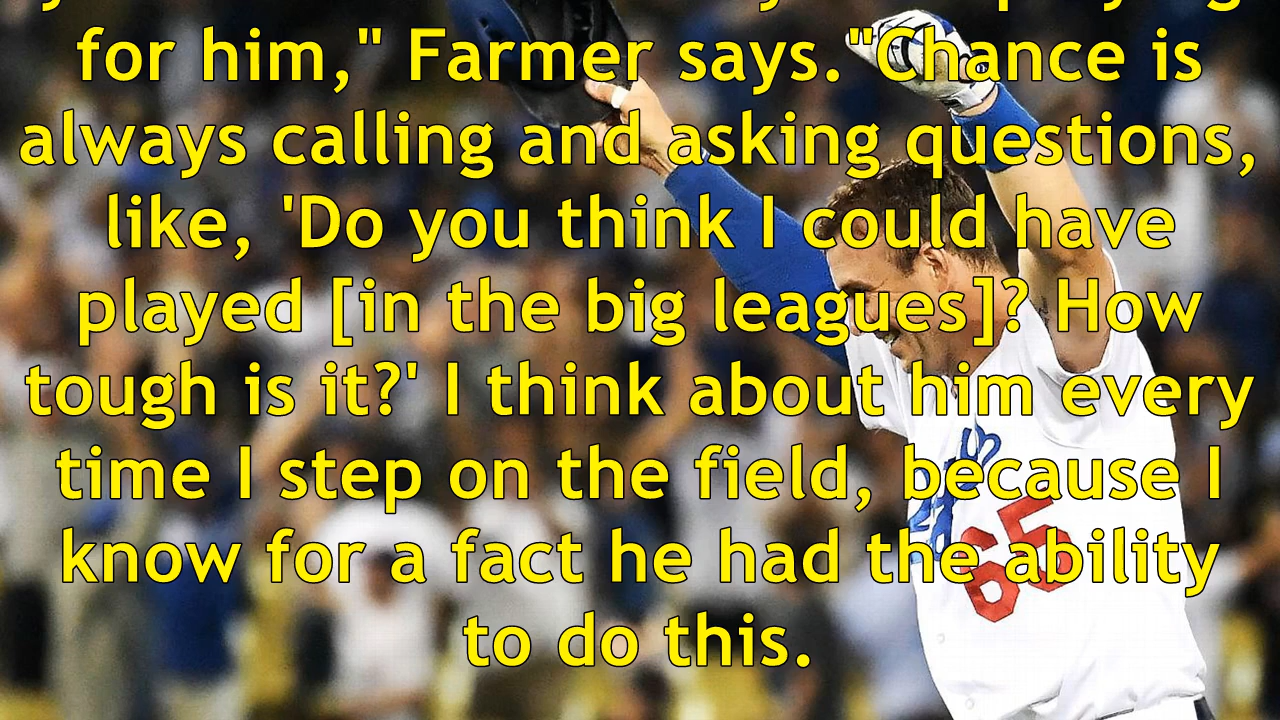 for him," Farmer says. "Chance is
always calling and asking questions,
like, 'Do you think I could have
played [in the big leagues]? How
tough is it?' I think about him every
time I step on the field, because I
know for a fact he had the ability
to do this.
65